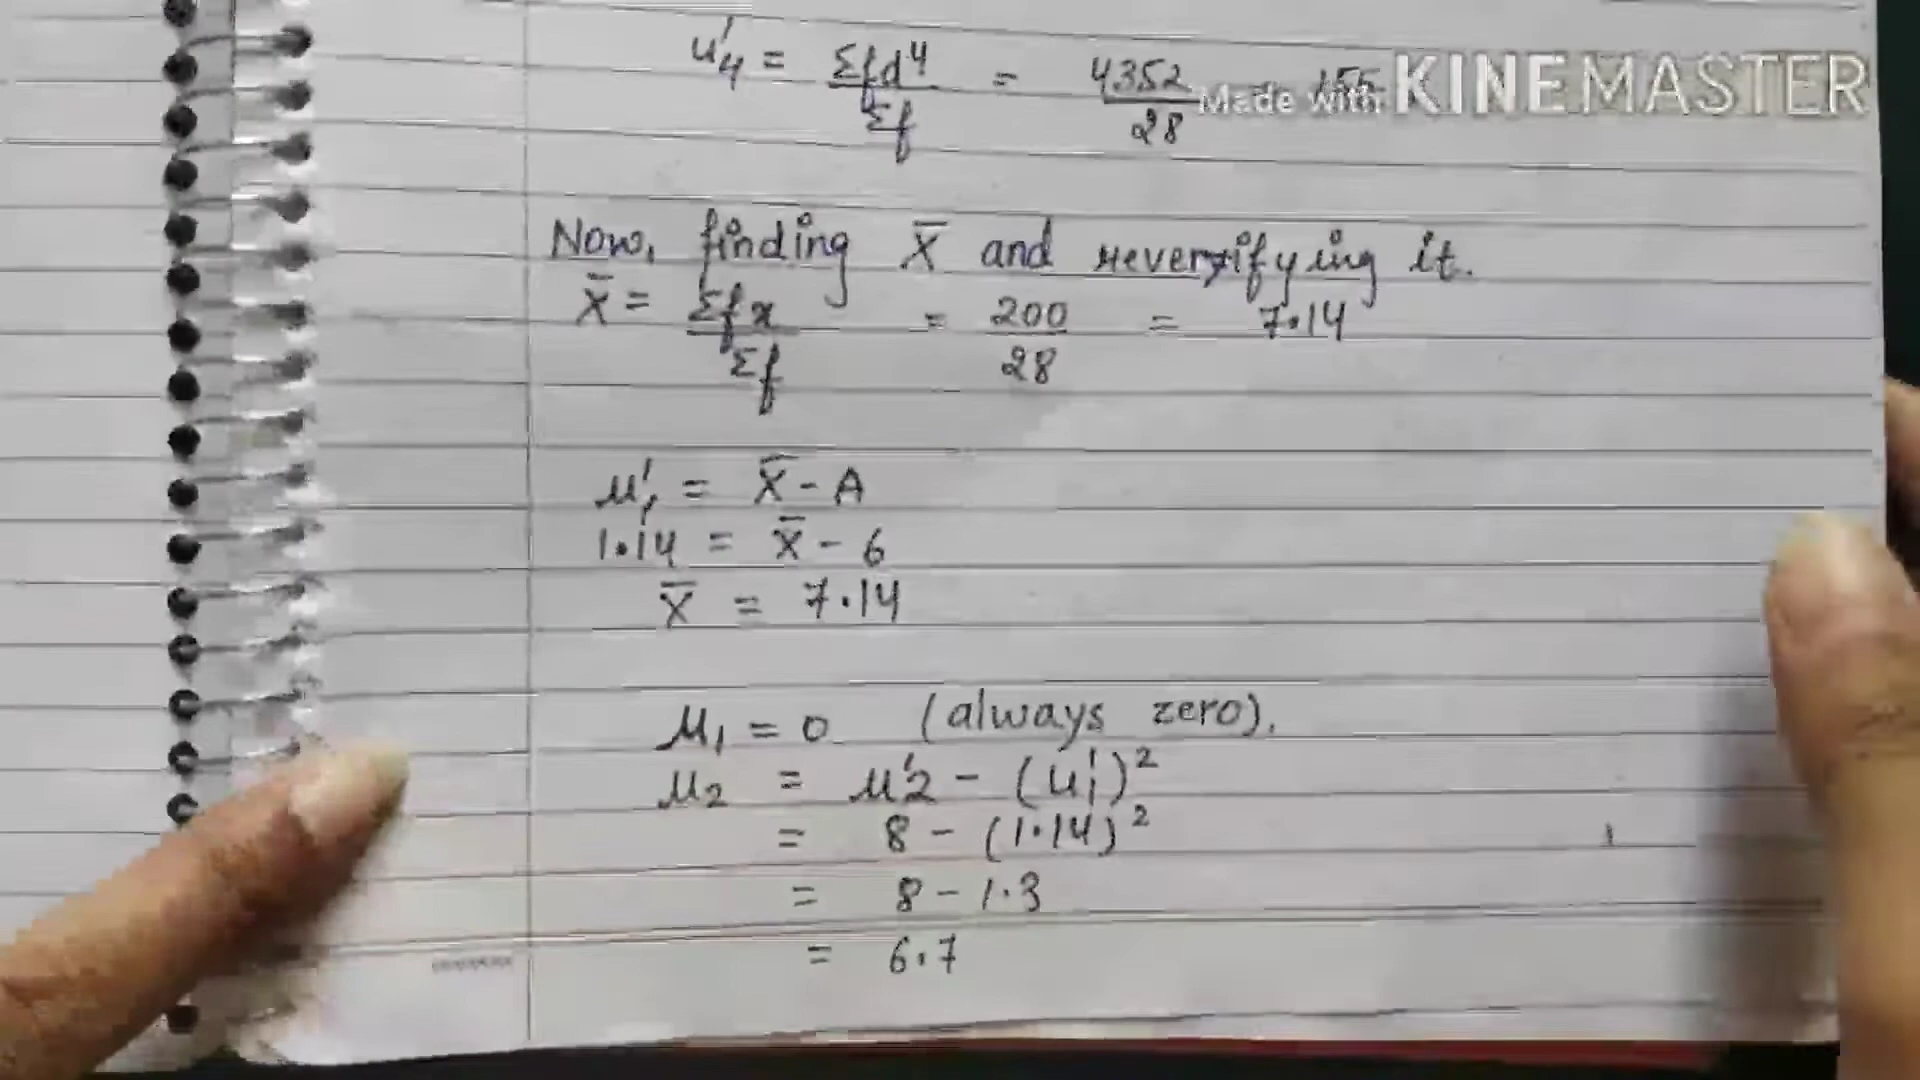 μ'4 = Σfd⁴ / Σf = 4352 / 28
Made with KINEMASTER
Now, finding X̄ and reverifying it.
X̄ = Σfx / Σf = 200 / 28 = 7.14
μ'₁ = X̄ - A
1.14 = X̄ - 6
X̄ = 7.14
μ₁ = 0 (always zero).
μ₂ = μ'2 - (μ'₁)²
= 8 - (1.14)²
= 8 - 1.3
= 6.7